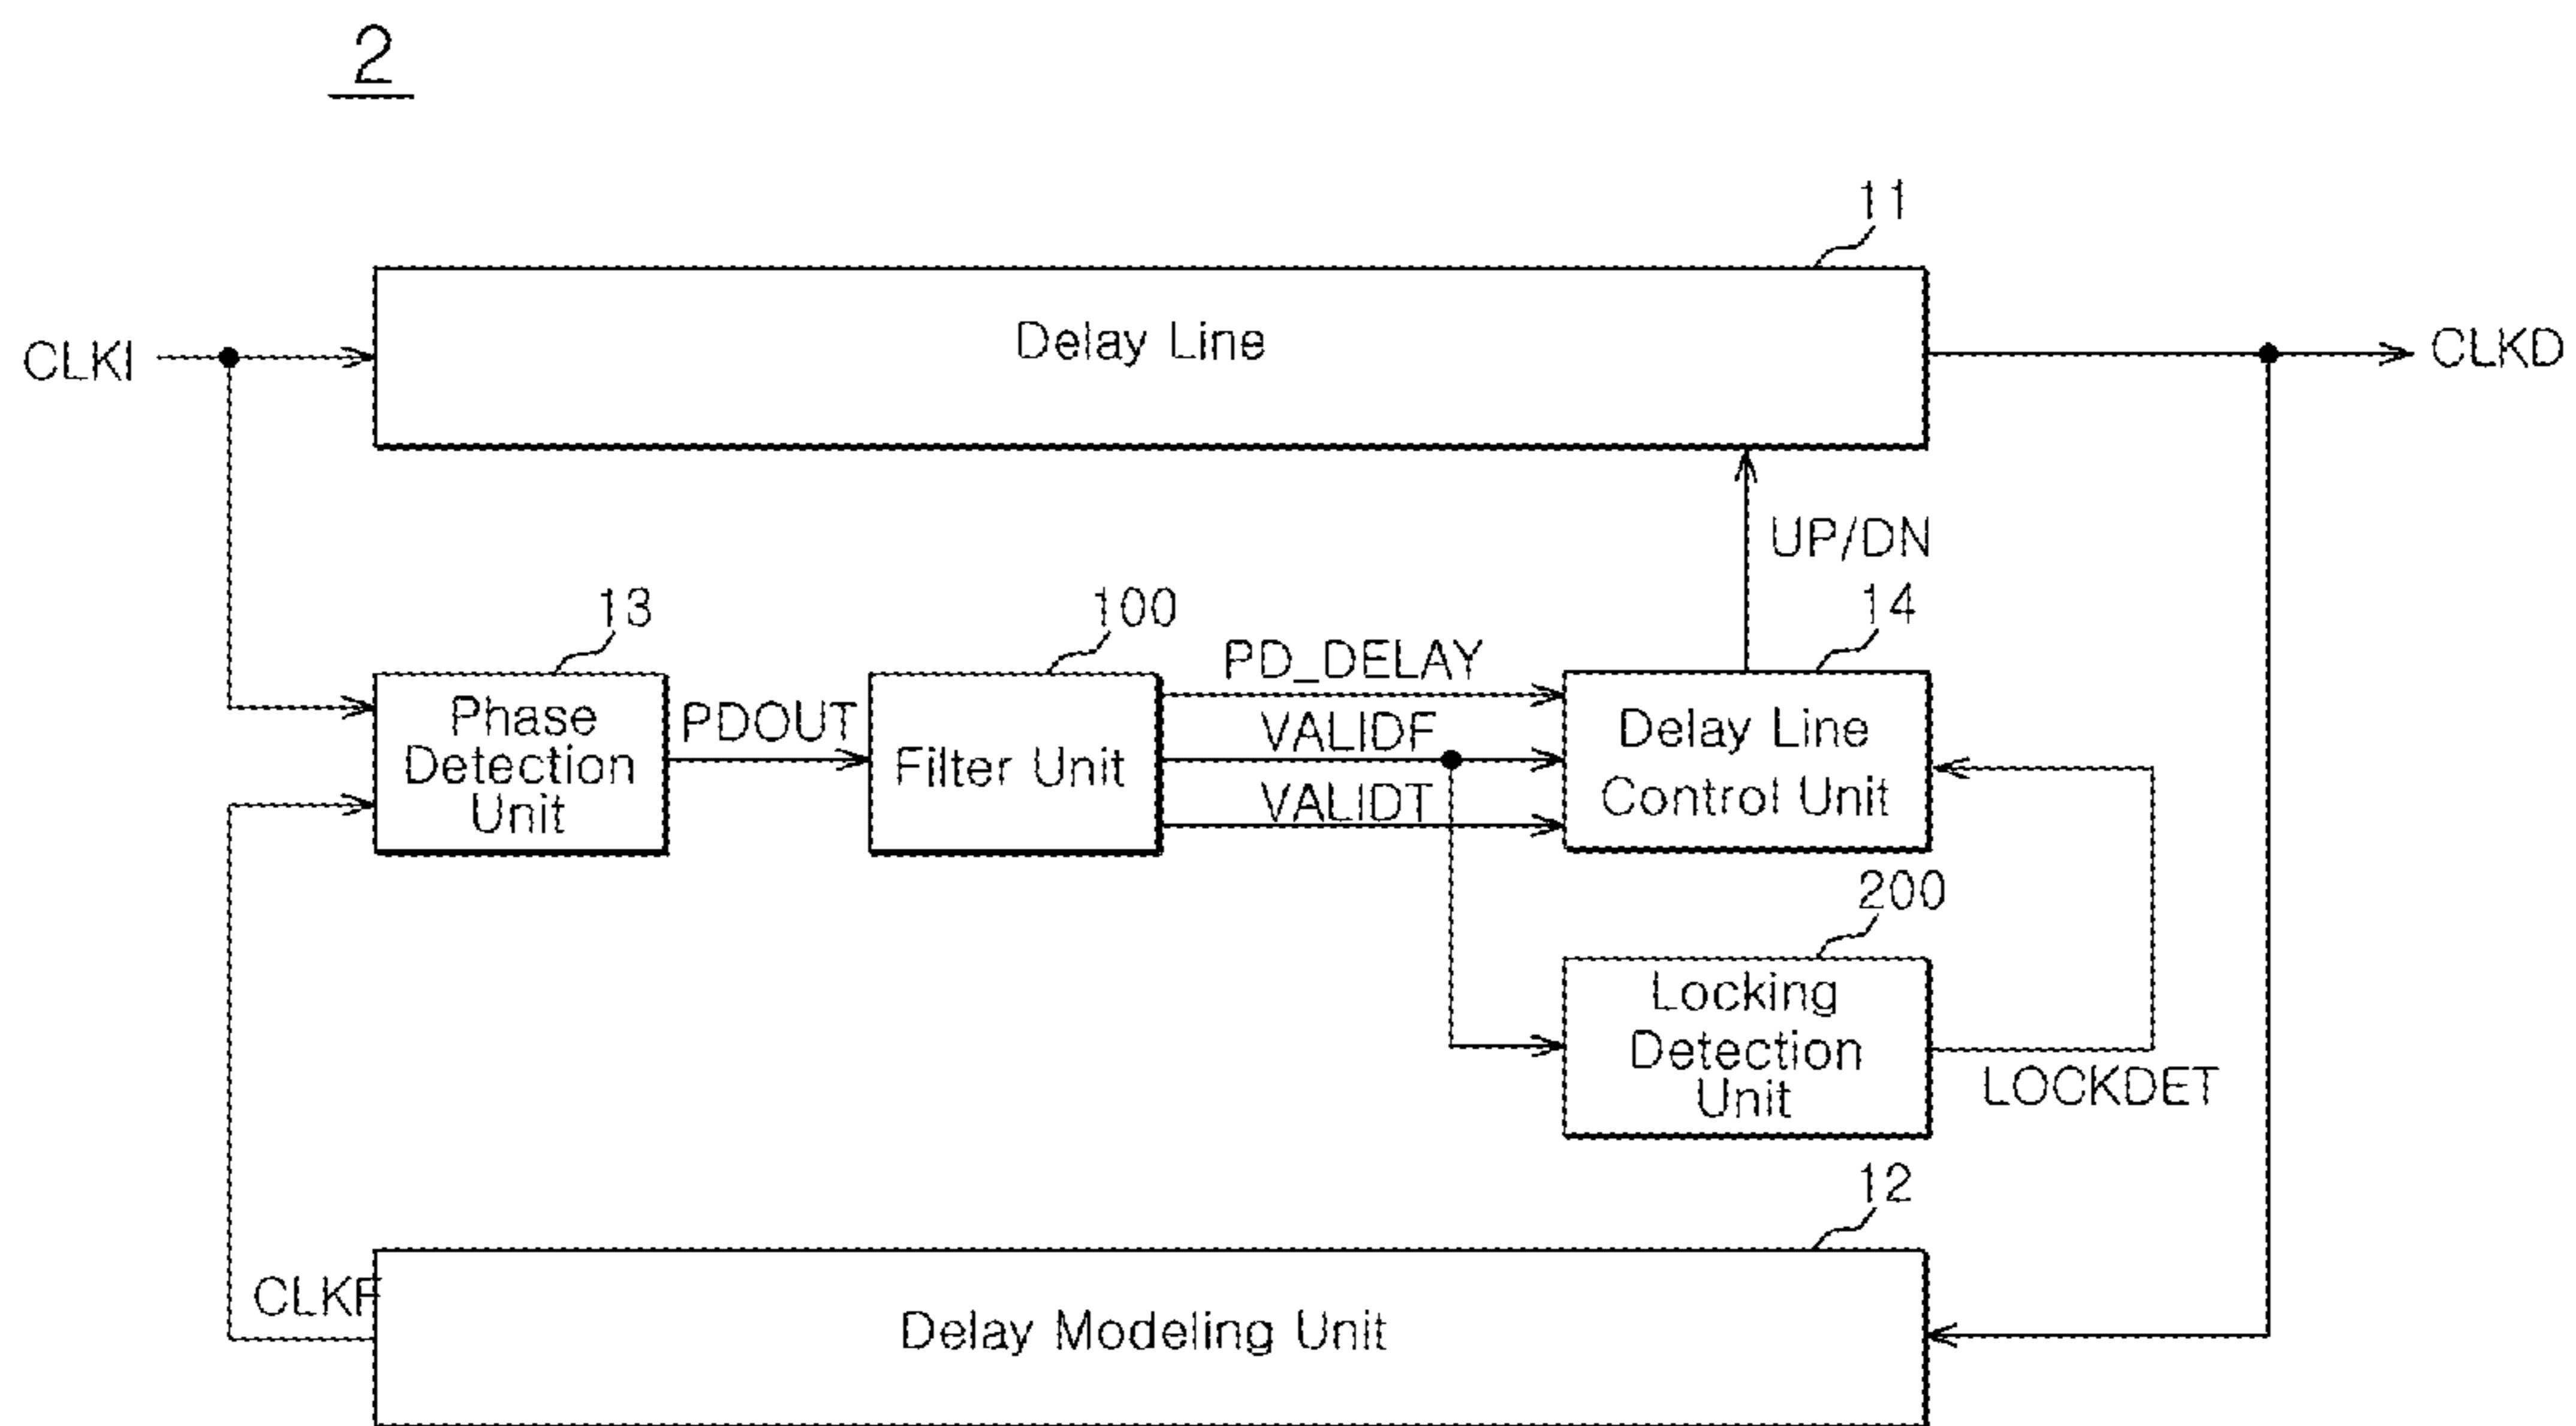 2
11
CLKI
Delay Line
CLKD
UP/DN
13
100
14
PD_DELAY
Phase
Detection
Unit
PDOUT
Filter Unit
VALIDF
VALIDT
Delay Line
Control Unit
200
Locking
Detection
Unit
LOCKDET
12
CLKF
Delay Modeling Unit